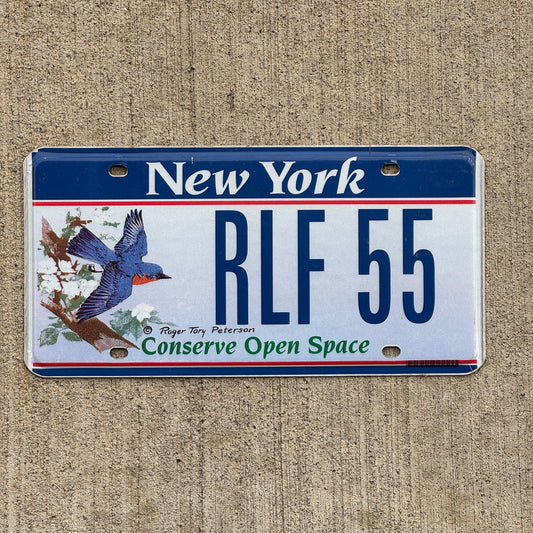 New York
RLF 55
© Roger Tory Peterson
Conserve Open Space